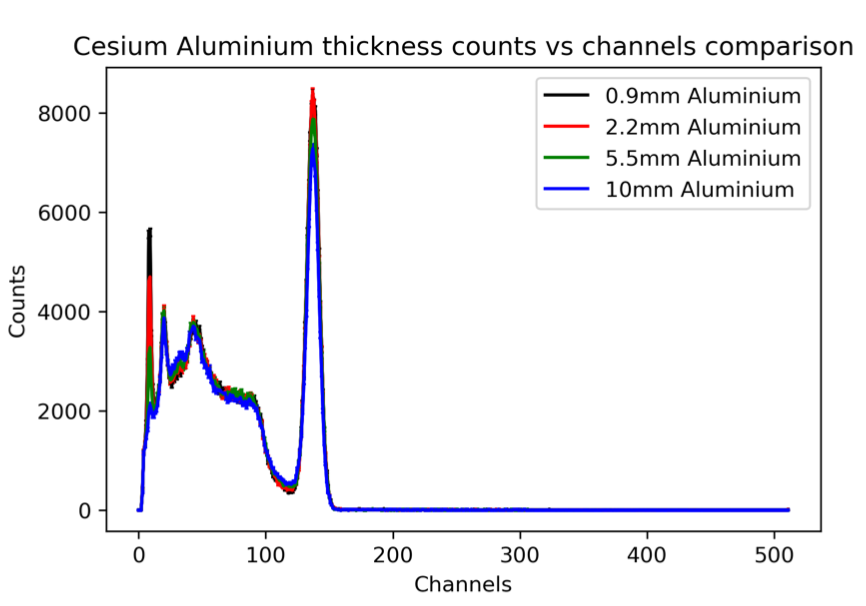 Cesium Aluminium thickness counts vs channels comparison
0.9mm Aluminium
2.2mm Aluminium
5.5mm Aluminium
10mm Aluminium
8000
6000
4000
2000
0
Counts
0 100 200 300 400 500
Channels